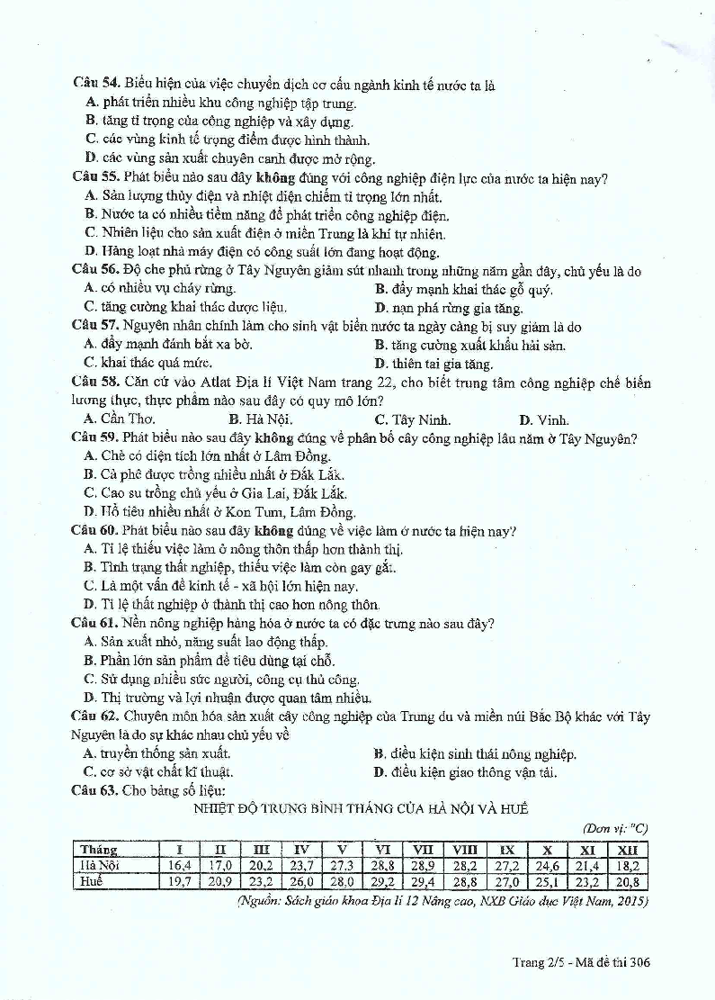 Câu 54. Biểu hiện của việc chuyển dịch cơ cấu ngành kinh tế nước ta là
A. phát triển nhiều khu công nghiệp tập trung.
B. tăng tỉ trọng của công nghiệp và xây dựng.
C. các vùng kinh tế trọng điểm được hình thành.
D. các vùng sản xuất chuyên canh được mở rộng.
Câu 55. Phát biểu nào sau đây không đúng với công nghiệp điện lực của nước ta hiện nay?
A. Sản lượng thủy điện và nhiệt điện chiếm tỉ trọng lớn nhất.
B. Nước ta có nhiều tiềm năng để phát triển công nghiệp điện.
C. Nhiên liệu cho sản xuất điện ở miền Trung là khí tự nhiên.
D. Hàng loạt nhà máy điện có công suất lớn đang hoạt động.
Câu 56. Độ che phủ rừng ở Tây Nguyên giảm sút nhanh trong những năm gần đây, chủ yếu là do
A. có nhiều vụ cháy rừng. B. đẩy mạnh khai thác gỗ quý.
C. tăng cường khai thác dược liệu. D. nạn phá rừng gia tăng.
Câu 57. Nguyên nhân chính làm cho sinh vật biển nước ta ngày càng bị suy giảm là do
A. đẩy mạnh đánh bắt xa bờ. B. tăng cường xuất khẩu hải sản.
C. khai thác quá mức. D. thiên tai gia tăng.
Câu 58. Căn cứ vào Atlat Địa lí Việt Nam trang 22, cho biết trung tâm công nghiệp chế biến
lương thực, thực phẩm nào sau đây có quy mô lớn?
A. Cần Thơ. B. Hà Nội. C. Tây Ninh. D. Vinh.
Câu 59. Phát biểu nào sau đây không đúng về phân bố cây công nghiệp lâu năm ở Tây Nguyên?
A. Chè có diện tích lớn nhất ở Lâm Đồng.
B. Cà phê được trồng nhiều nhất ở Đắk Lắk.
C. Cao su trồng chủ yếu ở Gia Lai, Đắk Lắk.
D. Hồ tiêu nhiều nhất ở Kon Tum, Lâm Đồng.
Câu 60. Phát biểu nào sau đây không đúng về việc làm ở nước ta hiện nay?
A. Tỉ lệ thiếu việc làm ở nông thôn thấp hơn thành thị.
B. Tình trạng thất nghiệp, thiếu việc làm còn gay gắt.
C. Là một vấn đề kinh tế - xã hội lớn hiện nay.
D. Tỉ lệ thất nghiệp ở thành thị cao hơn nông thôn.
Câu 61. Nền nông nghiệp hàng hóa ở nước ta có đặc trưng nào sau đây?
A. Sản xuất nhỏ, năng suất lao động thấp.
B. Phần lớn sản phẩm để tiêu dùng tại chỗ.
C. Sử dụng nhiều sức người, công cụ thủ công.
D. Thị trường và lợi nhuận được quan tâm nhiều.
Câu 62. Chuyên môn hóa sản xuất cây công nghiệp của Trung du và miền núi Bắc Bộ khác với Tây
Nguyên là do sự khác nhau chủ yếu về
A. truyền thống sản xuất. B. điều kiện sinh thái nông nghiệp.
C. cơ sở vật chất kĩ thuật. D. điều kiện giao thông vận tải.
Câu 63. Cho bảng số liệu:
NHIỆT ĐỘ TRUNG BÌNH THÁNG CỦA HÀ NỘI VÀ HUẾ
(Đơn vị: °C)
Tháng I II III IV V VI VII VIII IX X XI XII
Hà Nội 16,4 17,0 20,2 23,7 27,3 28,8 28,9 28,2 27,2 24,6 21,4 18,2
Huế 19,7 20,9 23,2 26,0 28,0 29,2 29,4 28,8 27,0 25,1 23,2 20,8
(Nguồn: Sách giáo khoa Địa lí 12 Nâng cao, NXB Giáo dục Việt Nam, 2015)
Trang 2/5 - Mã đề thi 306